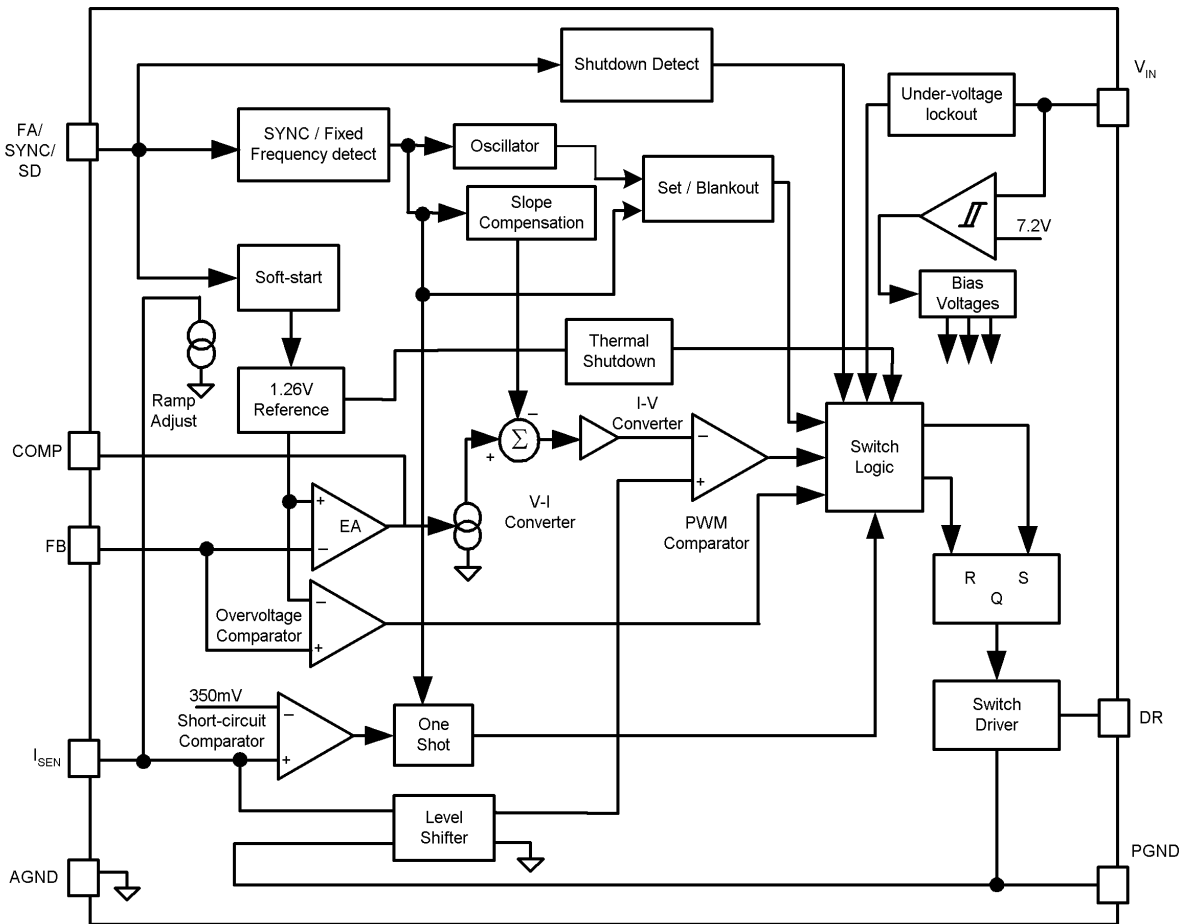 Shutdown Detect
V_IN
Under-voltage
lockout
FA/
SYNC/
SD
SYNC / Fixed
Frequency detect
Oscillator
Set / Blankout
Slope
Compensation
7.2V
Soft-start
Bias
Voltages
Thermal
Shutdown
1.26V
Reference
Ramp
Adjust
I-V
Converter
−
Σ
+
−
+
Switch
Logic
COMP
+
EA
−
V-I
Converter
PWM
Comparator
FB
R S
Q
Overvoltage
Comparator
−
+
350mV
Short-circuit
Comparator
−
+
One
Shot
Switch
Driver
DR
I_SEN
Level
Shifter
AGND
PGND